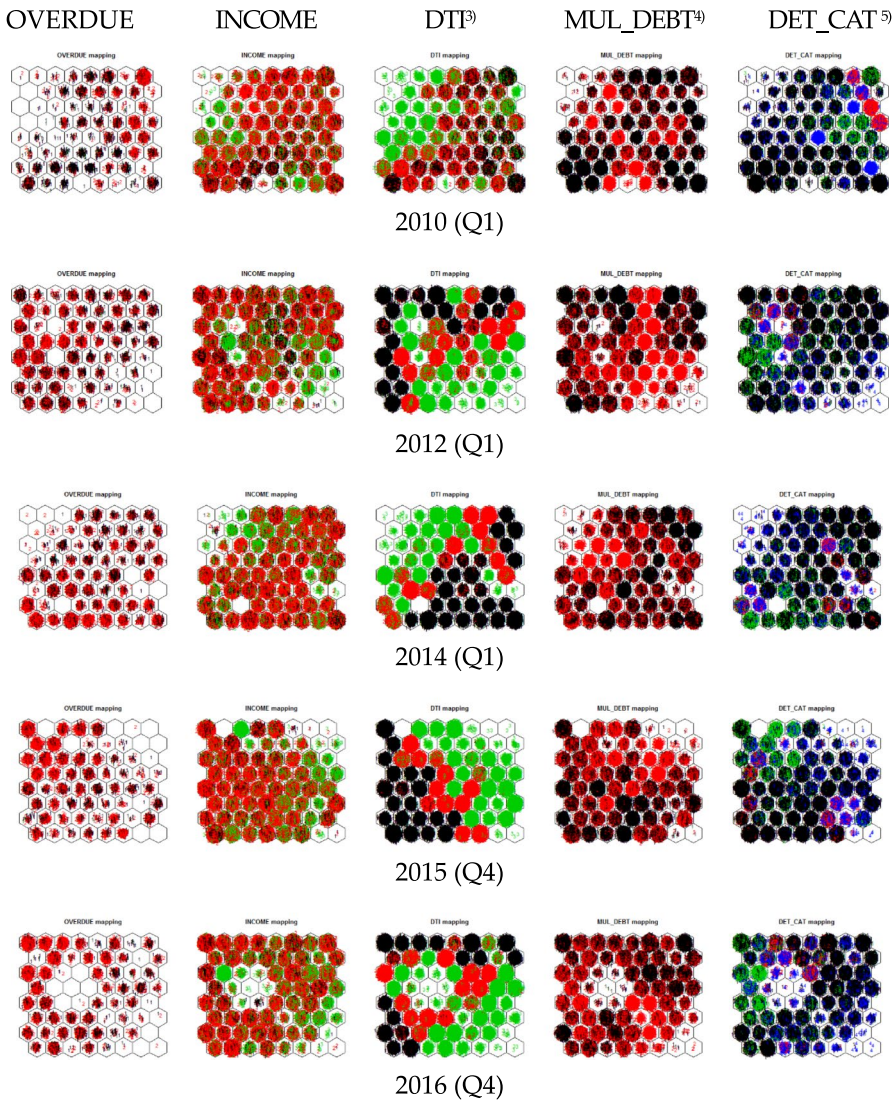 OVERDUE INCOME DTI3) MUL_DEBT4) DET_CAT 5)
OVERDUE mapping INCOME mapping DTI mapping MUL_DEBT mapping DET_CAT mapping
2010 (Q1)
OVERDUE mapping INCOME mapping DTI mapping MUL_DEBT mapping DET_CAT mapping
2012 (Q1)
OVERDUE mapping INCOME mapping DTI mapping MUL_DEBT mapping DET_CAT mapping
2014 (Q1)
OVERDUE mapping INCOME mapping DTI mapping MUL_DEBT mapping DET_CAT mapping
2015 (Q4)
OVERDUE mapping INCOME mapping DTI mapping MUL_DEBT mapping DET_CAT mapping
2016 (Q4)